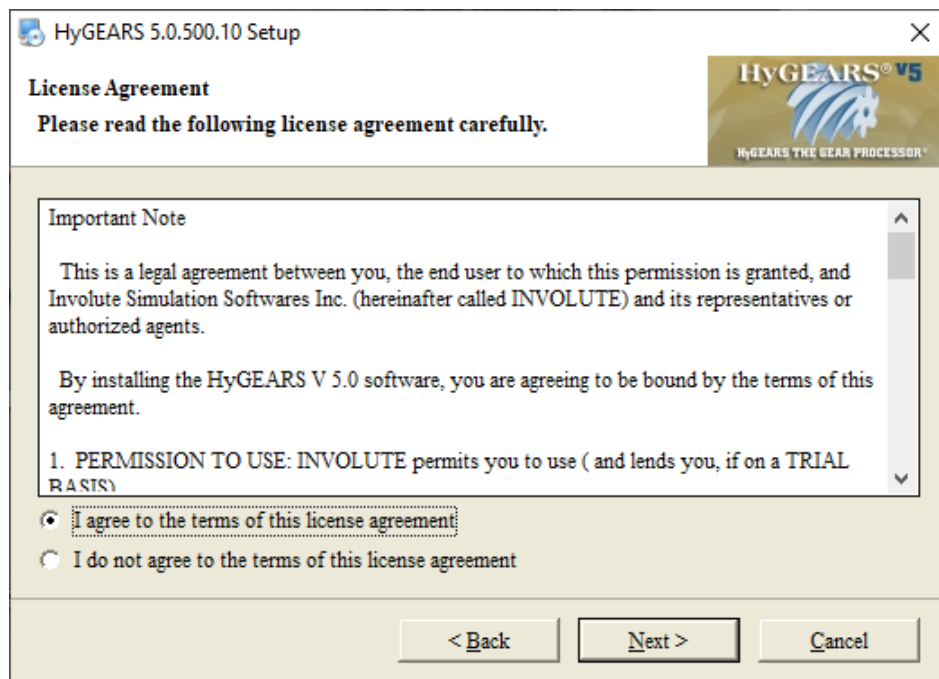 HyGEARS 5.0.500.10 Setup
License Agreement
Please read the following license agreement carefully.
HyGEARS® V5
HyGEARS THE GEAR PROCESSOR®
Important Note
This is a legal agreement between you, the end user to which this permission is granted, and
Involute Simulation Softwares Inc. (hereinafter called INVOLUTE) and its representatives or
authorized agents.
By installing the HyGEARS V 5.0 software, you are agreeing to be bound by the terms of this
agreement.
1.  PERMISSION TO USE: INVOLUTE permits you to use ( and lends you, if on a TRIAL
BASIS)
I agree to the terms of this license agreement
I do not agree to the terms of this license agreement
< Back
Next >
Cancel